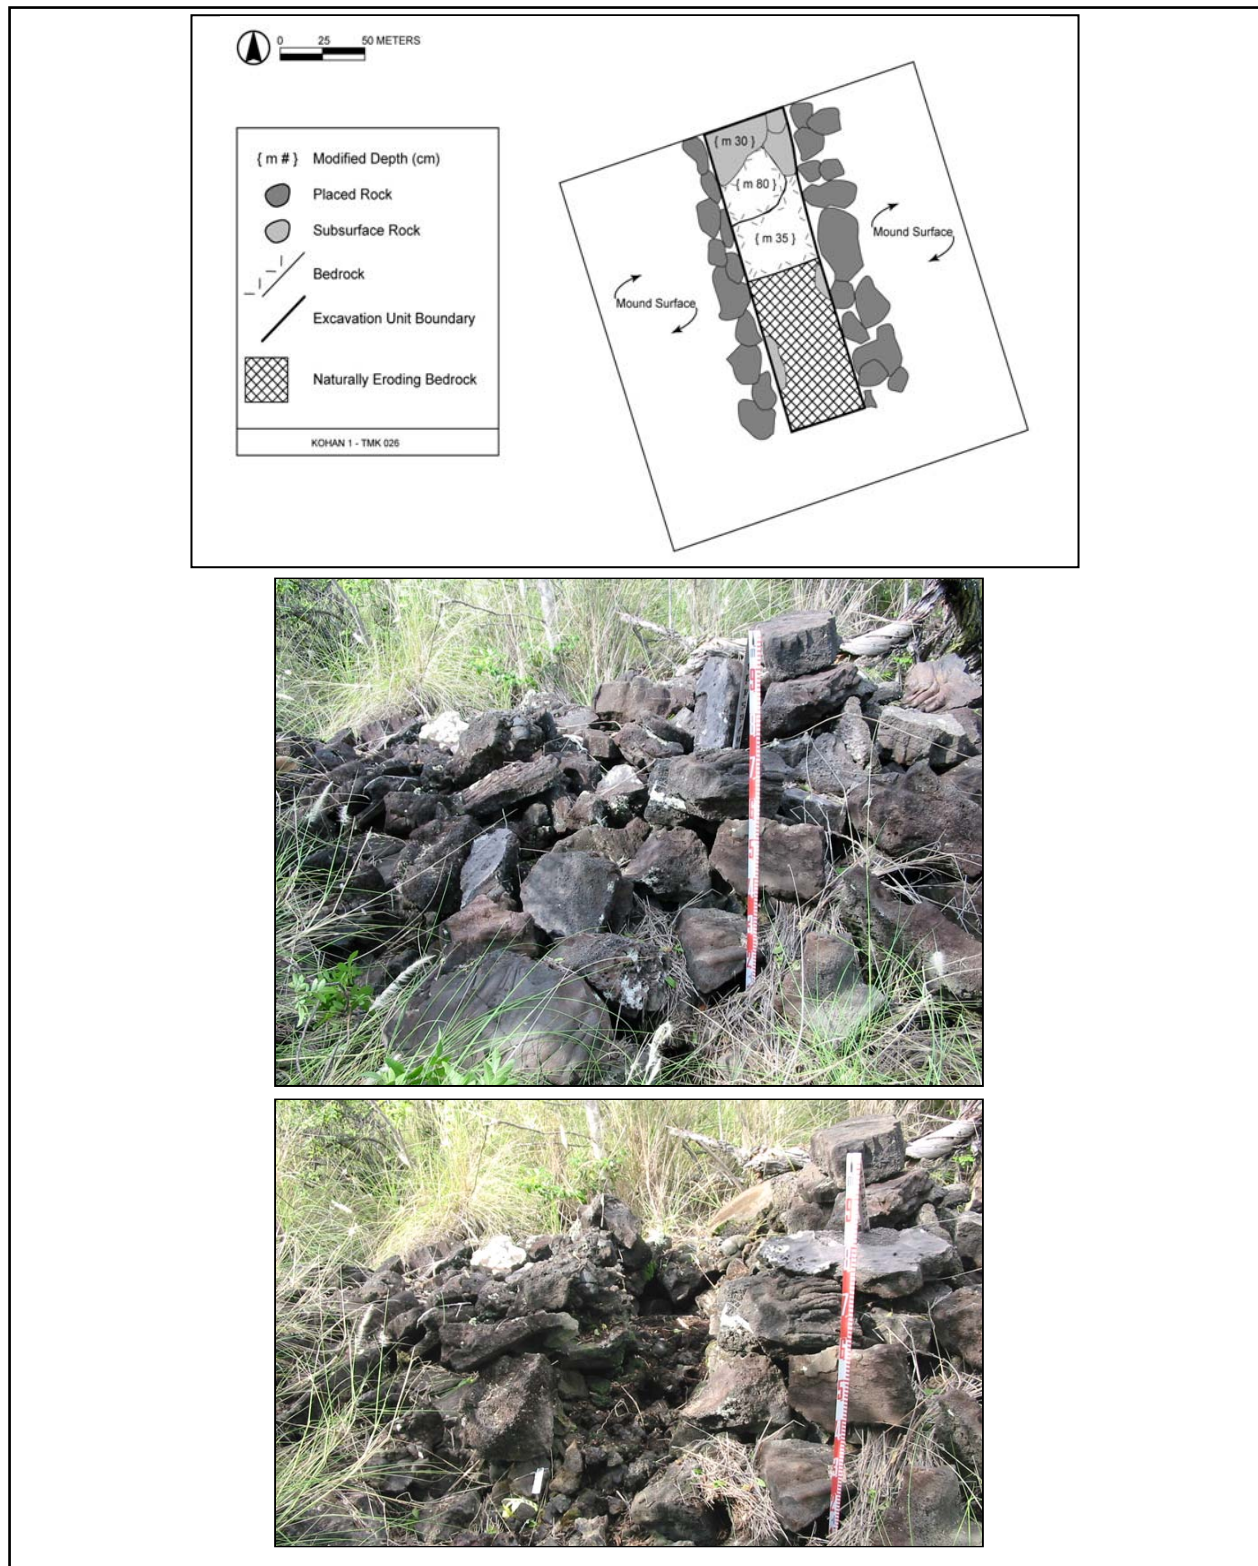 0 25 50 METERS
{ m # } Modified Depth (cm)
Placed Rock
Subsurface Rock
Bedrock
Excavation Unit Boundary
Naturally Eroding Bedrock
KOHAN 1 - TMK 026
{ m 30 }
{ m 80 }
{ m 35 }
Mound Surface
Mound Surface